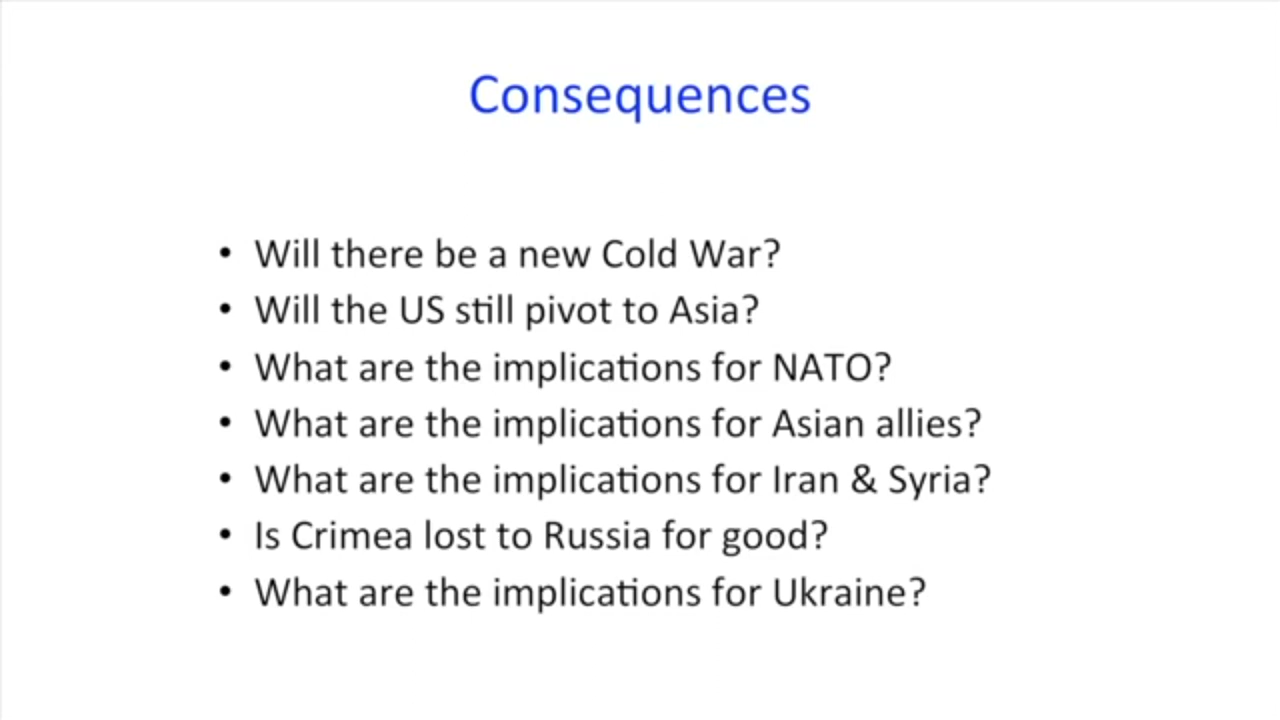 Consequences
• Will there be a new Cold War?
• Will the US still pivot to Asia?
• What are the implications for NATO?
• What are the implications for Asian allies?
• What are the implications for Iran & Syria?
• Is Crimea lost to Russia for good?
• What are the implications for Ukraine?